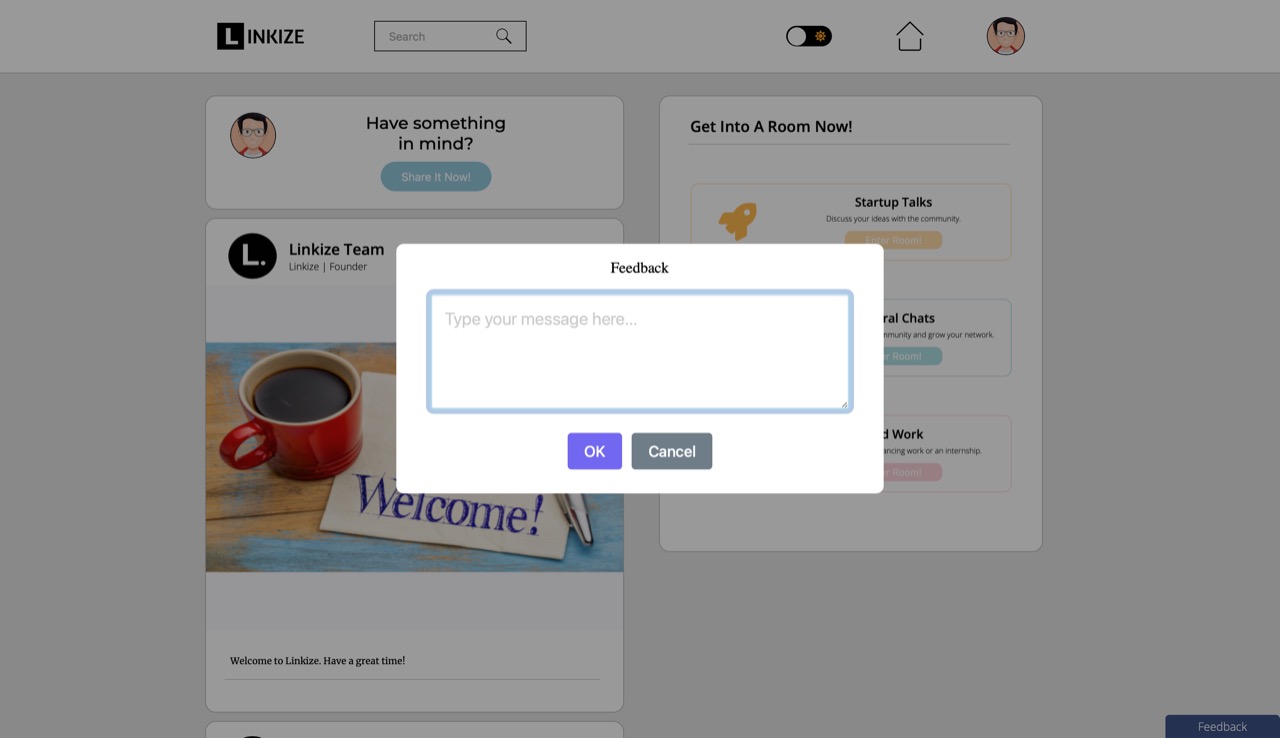 LINKIZE
Search
Have something
in mind?
Share It Now!
Get Into A Room Now!
Startup Talks
Discuss your ideas with the community.
Enter Room!
Linkize Team
Linkize | Founder
L.
Feedback
Type your message here...
OK
Cancel
ral Chats
mmunity and grow your network.
er Room!
d Work
ancing work or an internship.
er Room!
Welcome!
Welcome to Linkize. Have a great time!
Feedback